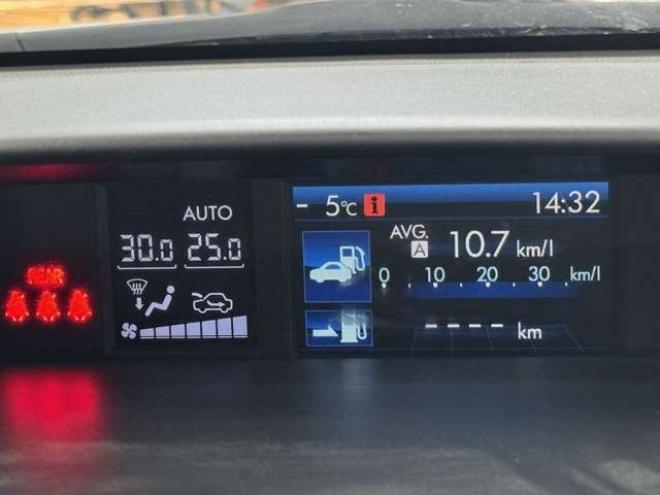 - 5°C i 14:32
AUTO
30.0 25.0
AVG. A 10.7 km/l
0 10 20 30 km/l
REAR
---- km